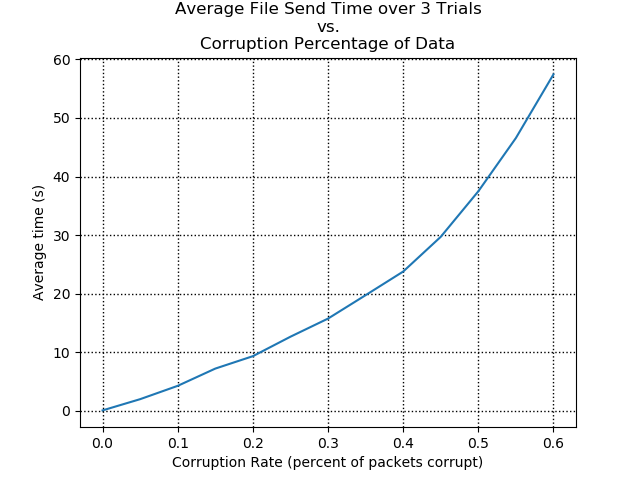 Average File Send Time over 3 Trials
vs.
Corruption Percentage of Data
60
50
40
30
20
10
0
Average time (s)
0.0 0.1 0.2 0.3 0.4 0.5 0.6
Corruption Rate (percent of packets corrupt)